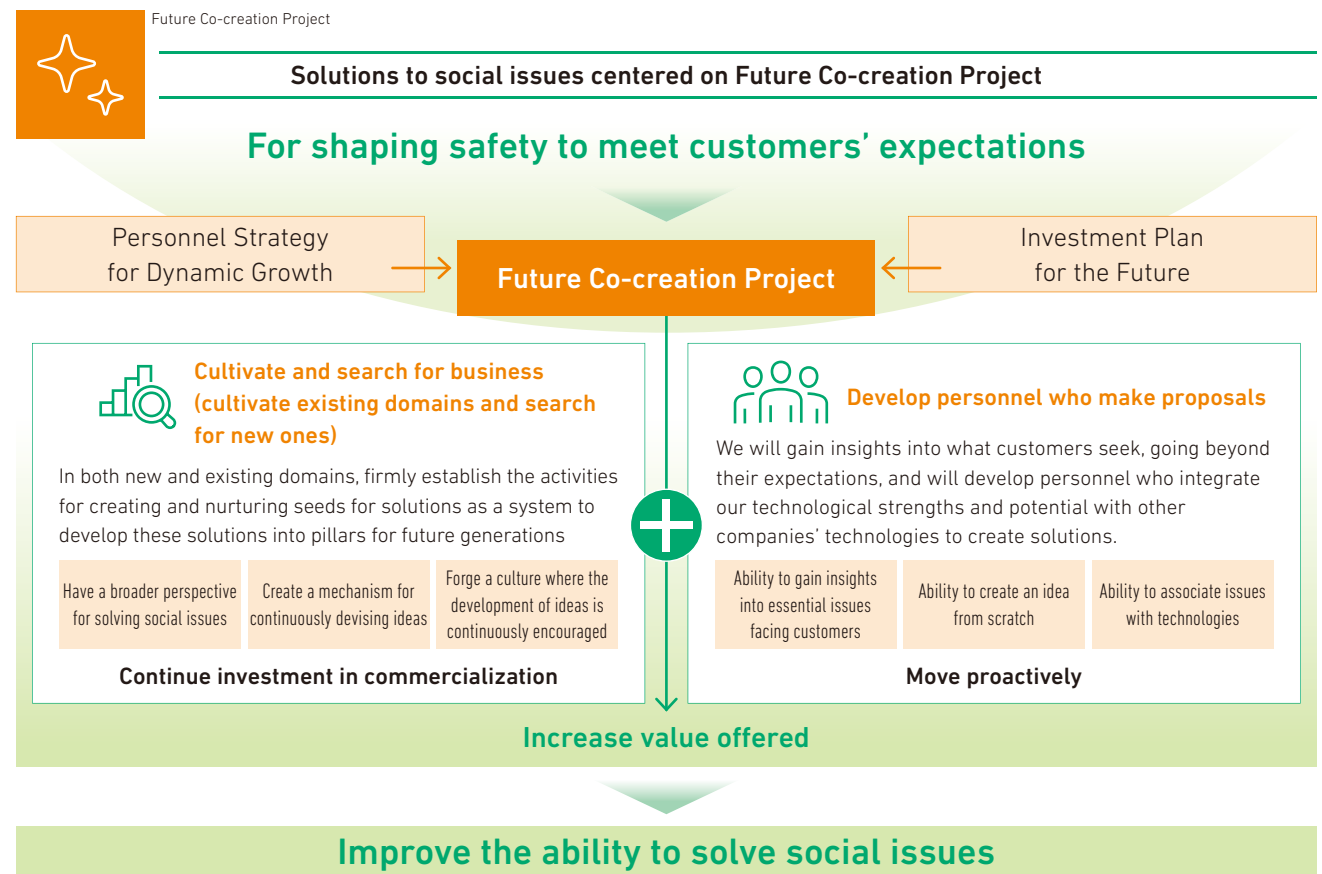 Future Co-creation Project
Solutions to social issues centered on Future Co-creation Project
For shaping safety to meet customers’ expectations
Personnel Strategy
for Dynamic Growth
Future Co-creation Project
Investment Plan
for the Future
Cultivate and search for business
(cultivate existing domains and search
for new ones)
In both new and existing domains, firmly establish the activities
for creating and nurturing seeds for solutions as a system to
develop these solutions into pillars for future generations
Have a broader perspective
for solving social issues
Create a mechanism for
continuously devising ideas
Forge a culture where the
development of ideas is
continuously encouraged
Continue investment in commercialization
Develop personnel who make proposals
We will gain insights into what customers seek, going beyond
their expectations, and will develop personnel who integrate
our technological strengths and potential with other
companies’ technologies to create solutions.
Ability to gain insights
into essential issues
facing customers
Ability to create an idea
from scratch
Ability to associate issues
with technologies
Move proactively
Increase value offered
Improve the ability to solve social issues